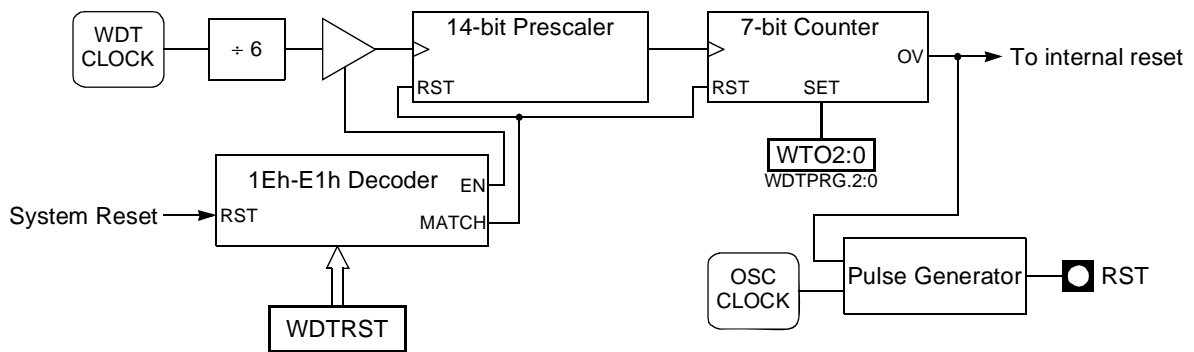 WDT
CLOCK
÷ 6
14-bit Prescaler
RST
7-bit Counter
OV
RST
SET
To internal reset
WTO2:0
WDTPRG.2:0
1Eh-E1h Decoder
EN
RST
MATCH
System Reset
WDTRST
OSC
CLOCK
Pulse Generator
RST